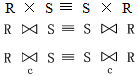 R × S ≡ S × R
R ⋈ S ≡ S ⋈ R
R ⋈c S ≡ S ⋈c R